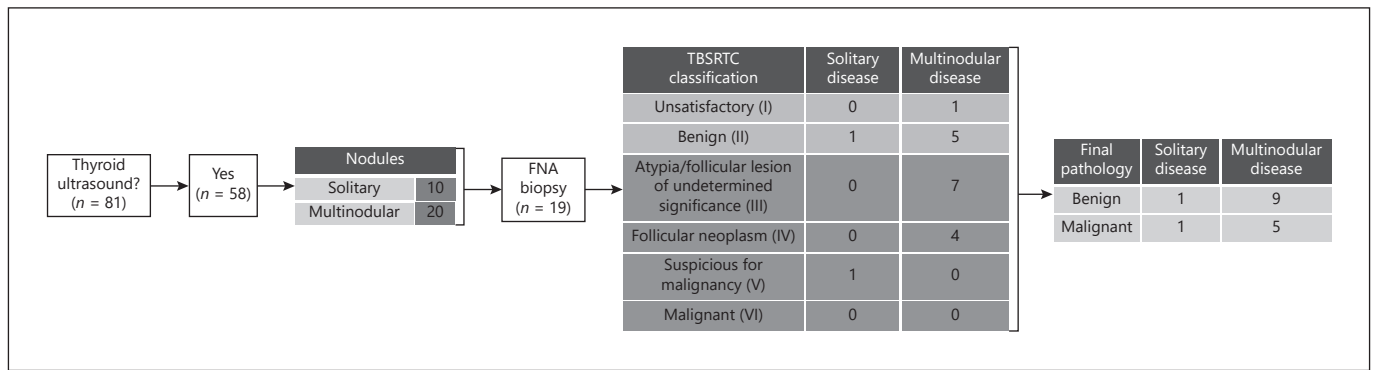 Thyroid
ultrasound?
(n = 81)
Yes
(n = 58)
Nodules
Solitary 10
Multinodular 20
FNA
biopsy
(n = 19)
TBSRTC
classification
Solitary
disease
Multinodular
disease
Unsatisfactory (I) 0 1
Benign (II) 1 5
Atypia/follicular lesion
of undetermined
significance (III)
0 7
Follicular neoplasm (IV) 0 4
Suspicious for
malignancy (V)
1 0
Malignant (VI) 0 0
Final
pathology
Solitary
disease
Multinodular
disease
Benign 1 9
Malignant 1 5